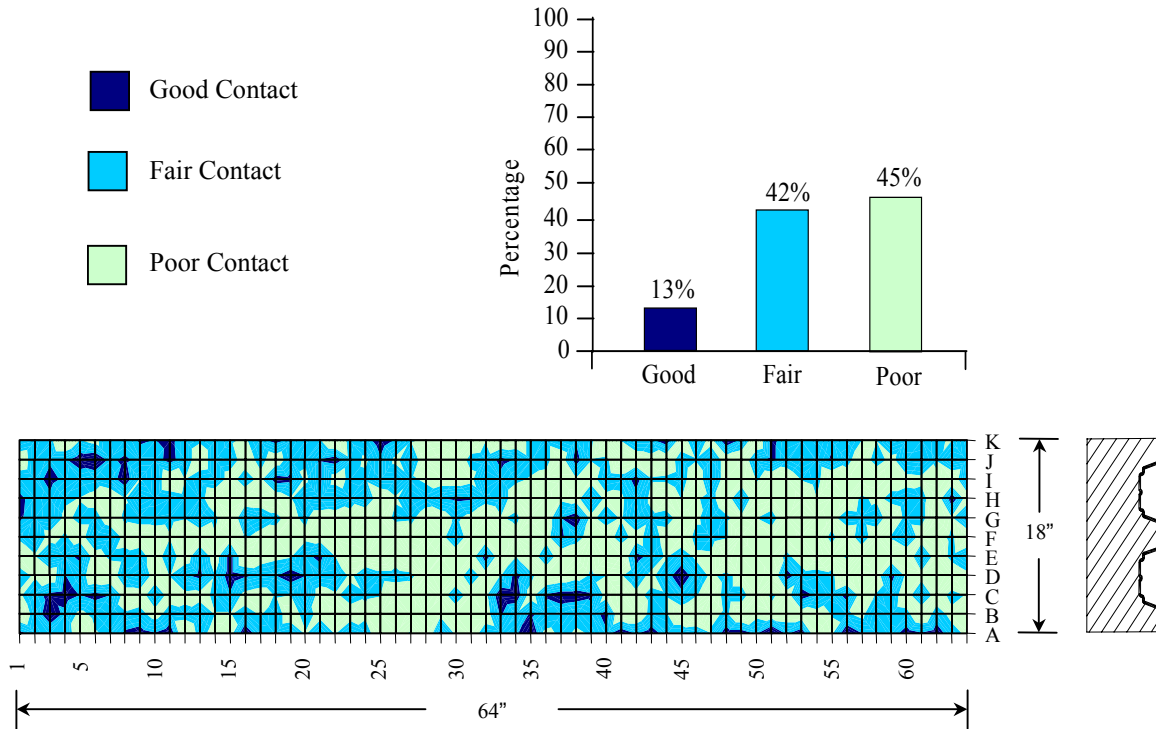 Good Contact
Fair Contact
Poor Contact
Percentage
100
90
80
70
60
50
40
30
20
10
0
13%
42%
45%
Good Fair Poor
K
J
I
H
G
F
E
D
C
B
A
1 5 10 15 20 25 30 35 40 45 50 55 60
64”
18”